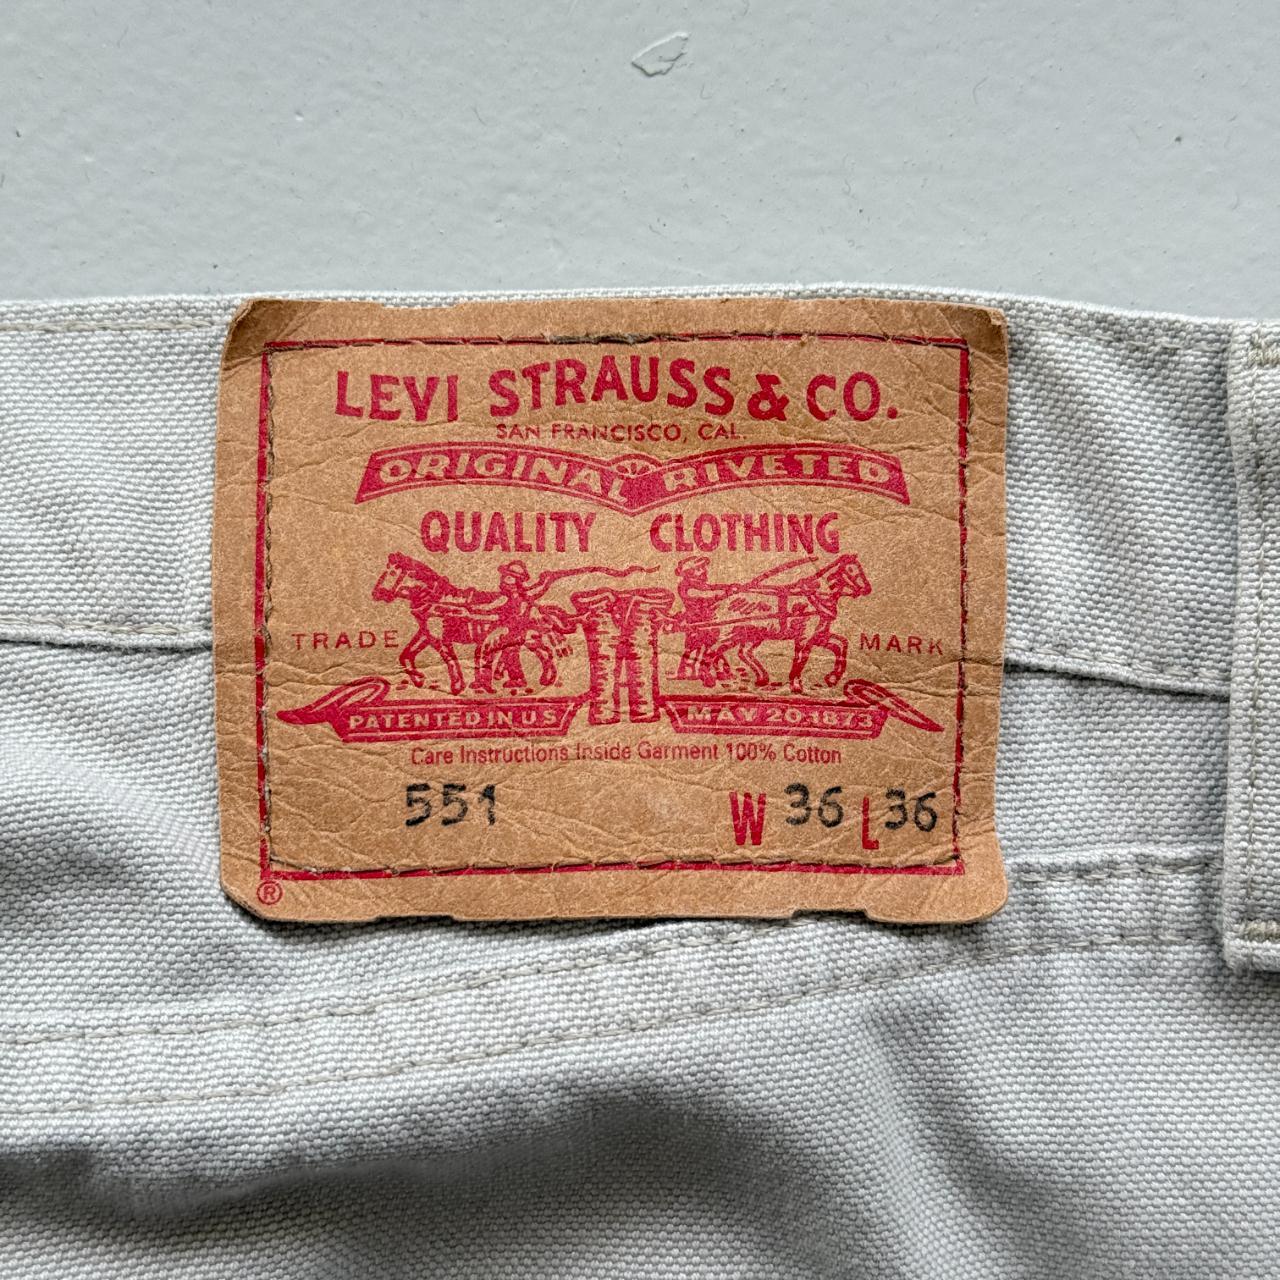 LEVI STRAUSS & CO.
SAN FRANCISCO, CAL.
ORIGINAL RIVETED
QUALITY CLOTHING
TRADE MARK
PATENTED IN U S MAY 20 1873
Care Instructions Inside Garment 100% Cotton
551 W 36 L 36
®